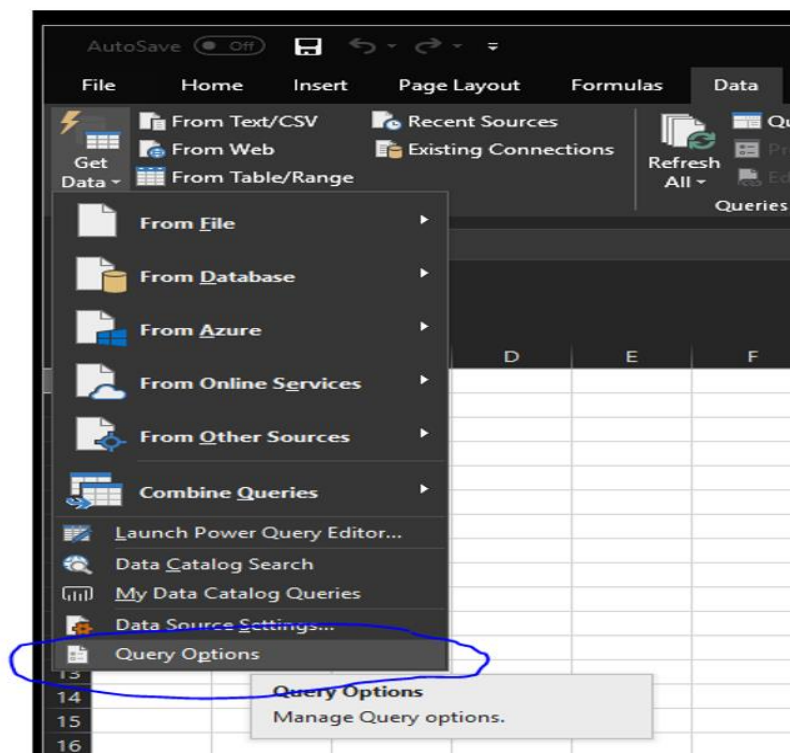 AutoSave Off
File Home Insert Page Layout Formulas Data
From Text/CSV Recent Sources
From Web Existing Connections
From Table/Range
Get Data
Refresh All
Queries
From File
From Database
From Azure
D E F
From Online Services
From Other Sources
Combine Queries
Launch Power Query Editor...
Data Catalog Search
My Data Catalog Queries
Data Source Settings...
Query Options
13
14
Query Options
15
Manage Query options.
16